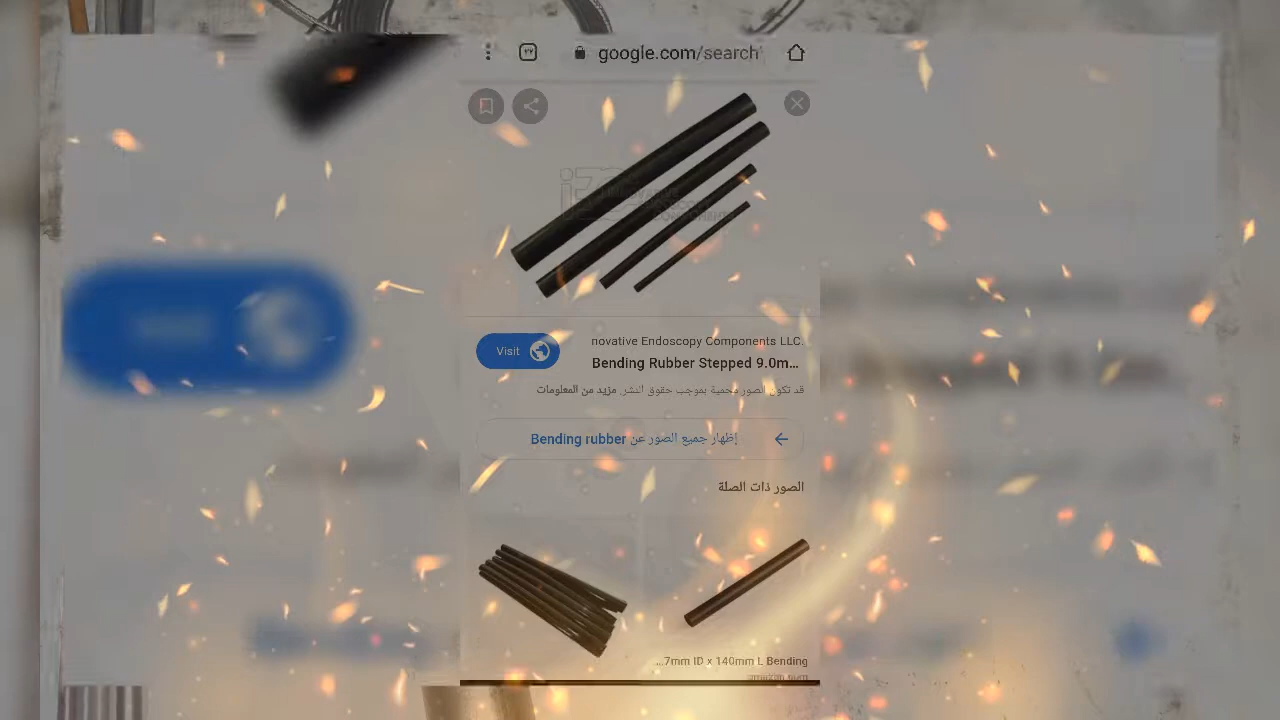 google.com/search
novative Endoscopy Components LLC.
Visit
Bending Rubber Stepped 9.0m...
قد تكون الصور محمية بموجب حقوق النشر. مزيد من المعلومات
إظهار جميع الصور عن Bending rubber
الصور ذات الصلة
...7mm ID x 140mm L Bending